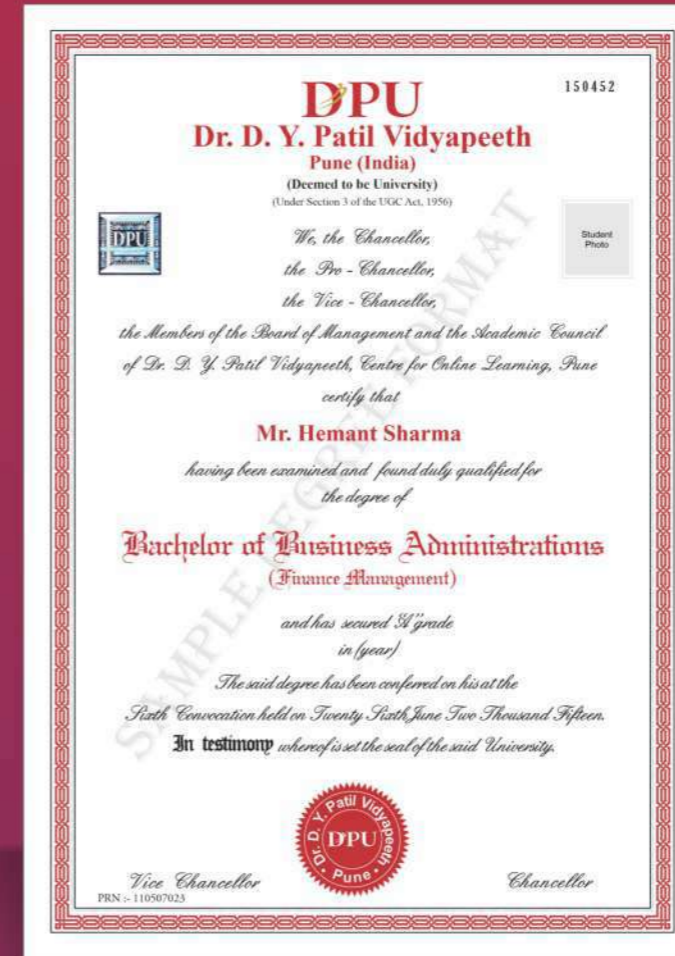 150452
DPU
Dr. D. Y. Patil Vidyapeeth
Pune (India)
(Deemed to be University)
(Under Section 3 of the UGC Act, 1956)
DPU
Student
Photo
We, the Chancellor,
the Pro - Chancellor,
the Vice - Chancellor,
the Members of the Board of Management and the Academic Council
of Dr. D. Y. Patil Vidyapeeth, Centre for Online Learning, Pune
certify that
Mr. Hemant Sharma
having been examined and found duly qualified for
the degree of
Bachelor of Business Administrations
(Finance Management)
and has secured 'A' grade
in (year)
The said degree has been conferred on his at the
Sixth Convocation held on Twenty Sixth June Two Thousand Fifteen.
In testimony whereof is set the seal of the said University.
Dr. D. Y. Patil Vidyapeeth
DPU
Pune
Vice Chancellor
Chancellor
PRN :- 110507023
SAMPLE DEGREE FORMAT